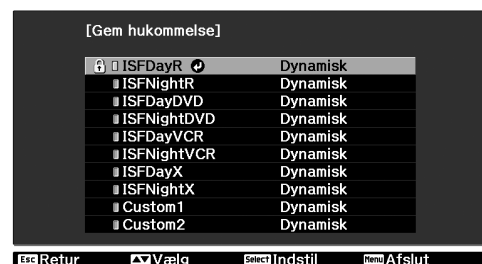 [Gem hukommelse]
ISFDayR Dynamisk
ISFNightR Dynamisk
ISFDayDVD Dynamisk
ISFNightDVD Dynamisk
ISFDayVCR Dynamisk
ISFNightVCR Dynamisk
ISFDayX Dynamisk
ISFNightX Dynamisk
Custom1 Dynamisk
Custom2 Dynamisk
Esc Retur Vælg Select Indstil Menu Afslut